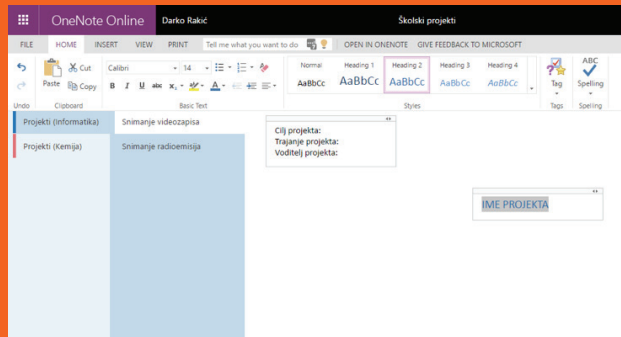 OneNote Online Darko Rakić Školski projekti
FILE HOME INSERT VIEW PRINT Tell me what you want to do OPEN IN ONENOTE GIVE FEEDBACK TO MICROSOFT
Paste Cut Copy
Calibri 14
B I U abc x₂ A
Normal Heading 1 Heading 2 Heading 3 Heading 4
AaBbCc AaBbCc AaBbCc AaBbCc AaBbCc
Tag ABC Spelling
Undo Clipboard Basic Text Styles Tags Spelling
Projekti (Informatika)
Projekti (Kemija)
Snimanje videozapisa
Snimanje radioemisija
Cilj projekta:
Trajanje projekta:
Voditelj projekta:
IME PROJEKTA